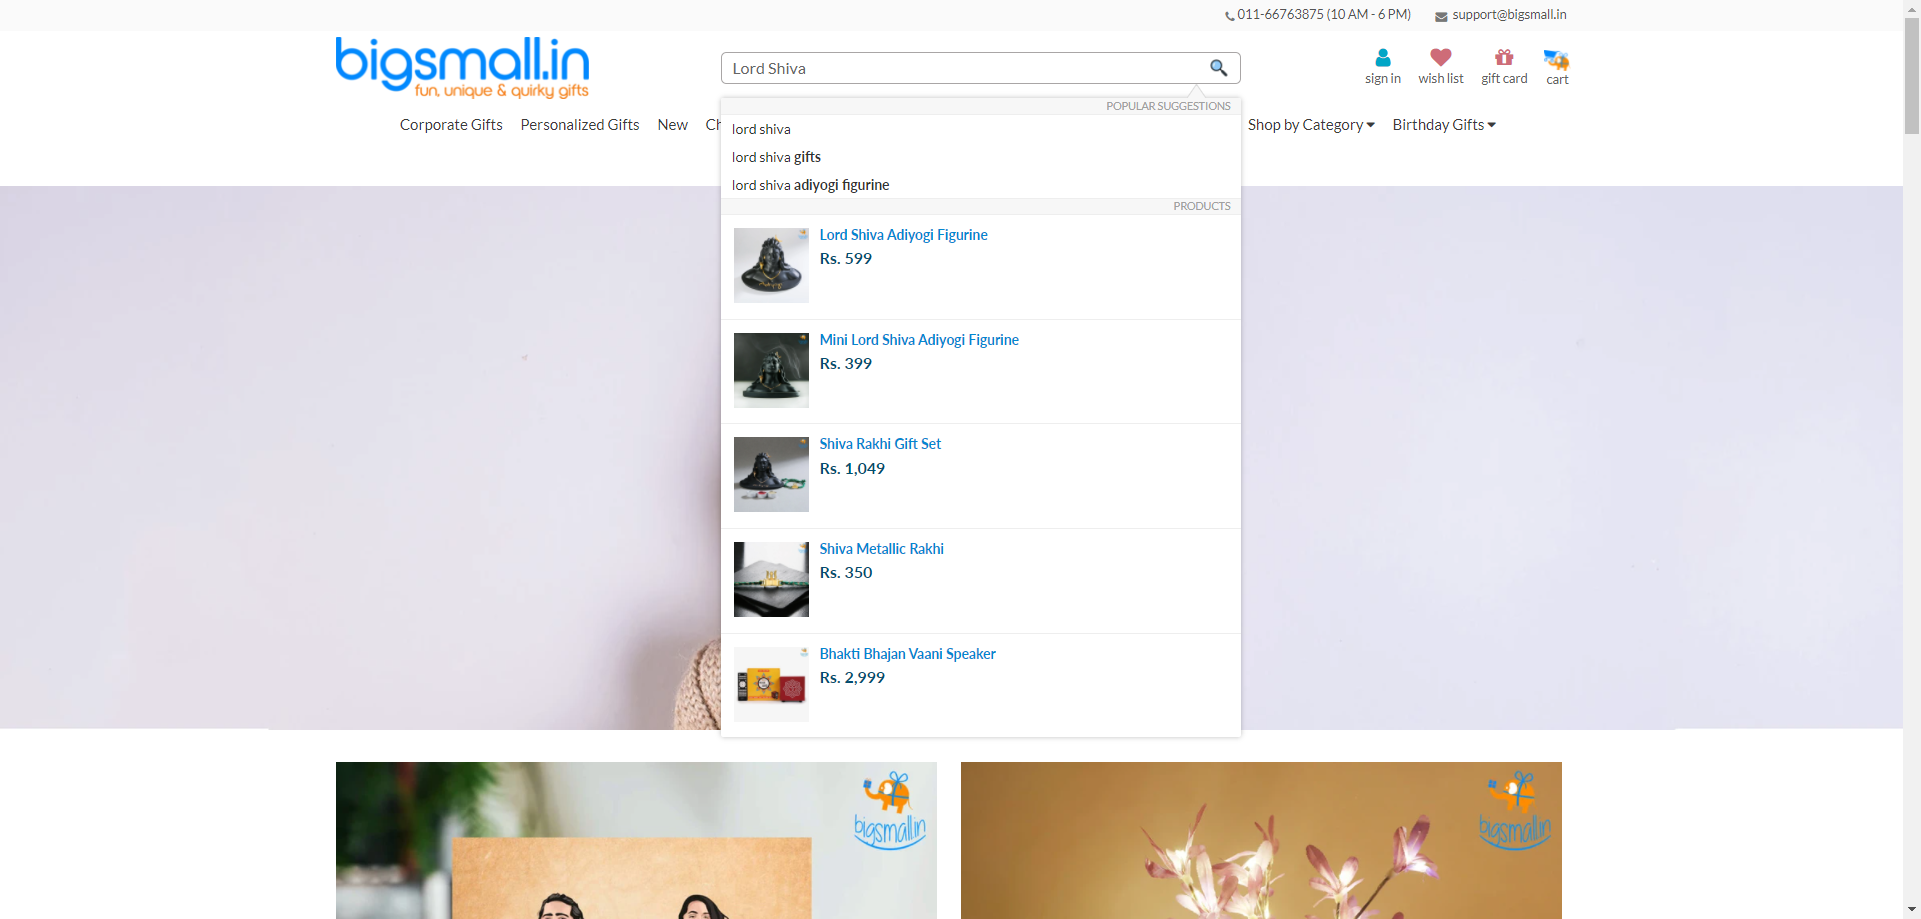 011-66763875 (10 AM - 6 PM)
support@bigsmall.in
bigsmall.in
fun, unique & quirky gifts
Lord Shiva
sign in
wish list
gift card
cart
Corporate Gifts
Personalized Gifts
New
Ch
Shop by Category
Birthday Gifts
POPULAR SUGGESTIONS
lord shiva
lord shiva gifts
lord shiva adiyogi figurine
PRODUCTS
Lord Shiva Adiyogi Figurine
Rs. 599
Mini Lord Shiva Adiyogi Figurine
Rs. 399
Shiva Rakhi Gift Set
Rs. 1,049
Shiva Metallic Rakhi
Rs. 350
Bhakti Bhajan Vaani Speaker
Rs. 2,999
bigsmall.in
bigsmall.in